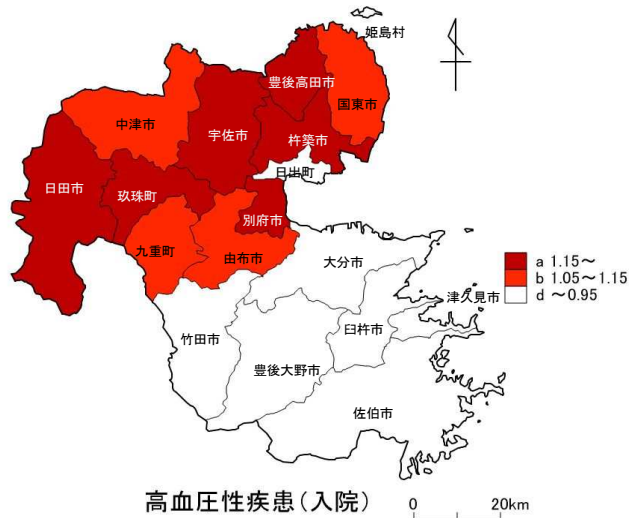 姫島村
豊後高田市
国東市
中津市
宇佐市
杵築市
日出町
日田市
玖珠町
別府市
九重町
由布市
大分市
a 1.15～
b 1.05～1.15
d ～0.95
津久見市
臼杵市
竹田市
豊後大野市
佐伯市
高血圧性疾患(入院)
0 20km